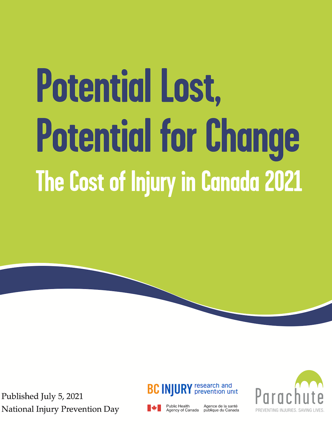 Potential Lost,
Potential for Change
The Cost of Injury in Canada 2021
Published July 5, 2021
National Injury Prevention Day
BC INJURY research and
prevention unit
Public Health
Agency of Canada
Agence de la santé
publique du Canada
Parachute
PREVENTING INJURIES. SAVING LIVES.